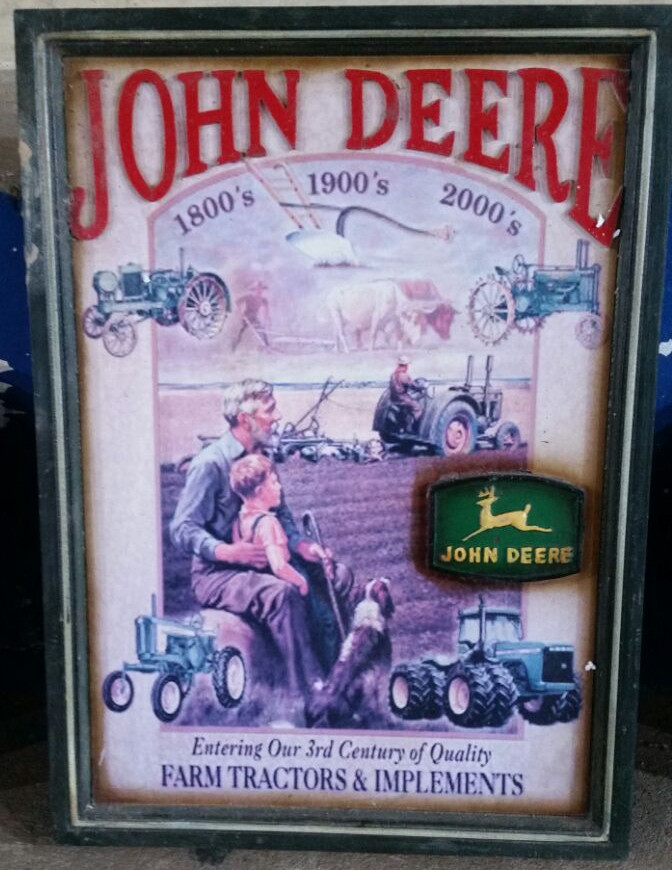 JOHN DEERE
1800's 1900's 2000's
JOHN DEERE
Entering Our 3rd Century of Quality
FARM TRACTORS & IMPLEMENTS